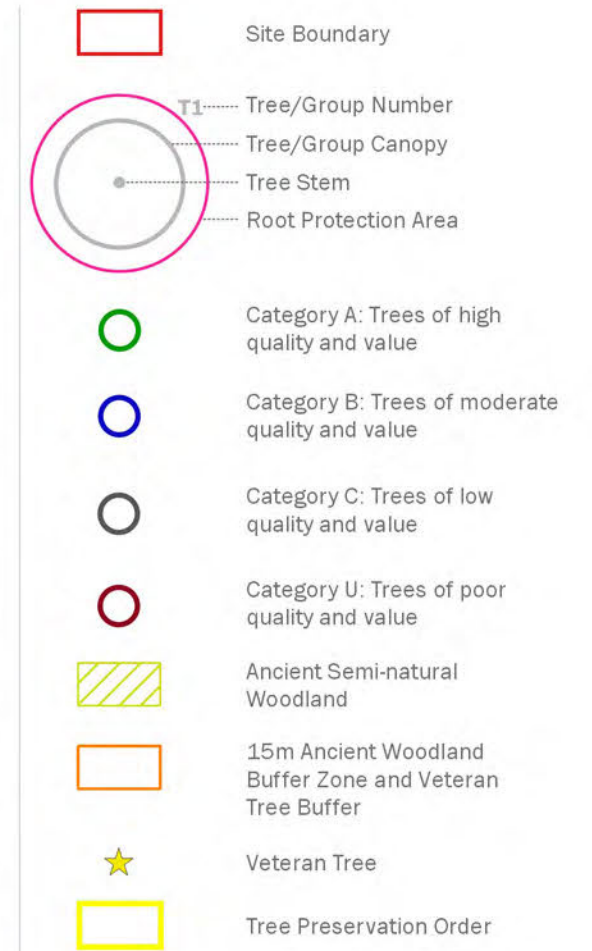 Site Boundary
T1
Tree/Group Number
Tree/Group Canopy
Tree Stem
Root Protection Area
Category A: Trees of high
quality and value
Category B: Trees of moderate
quality and value
Category C: Trees of low
quality and value
Category U: Trees of poor
quality and value
Ancient Semi-natural
Woodland
15m Ancient Woodland
Buffer Zone and Veteran
Tree Buffer
Veteran Tree
Tree Preservation Order